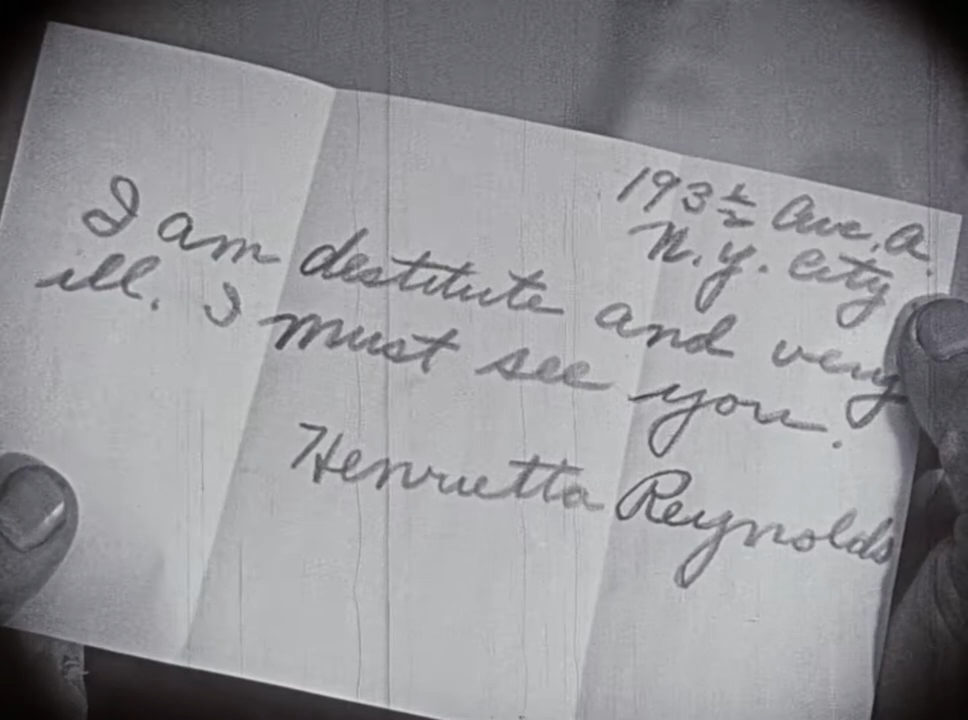 193½ Ave. A.
N.Y. City
I am destitute and very
ill. I must see you.
Henrietta Reynolds